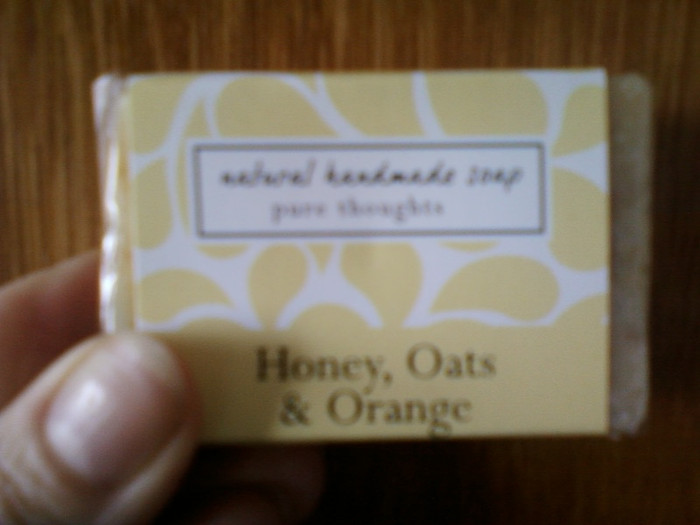 natural handmade soap
pure thoughts
Honey, Oats
& Orange